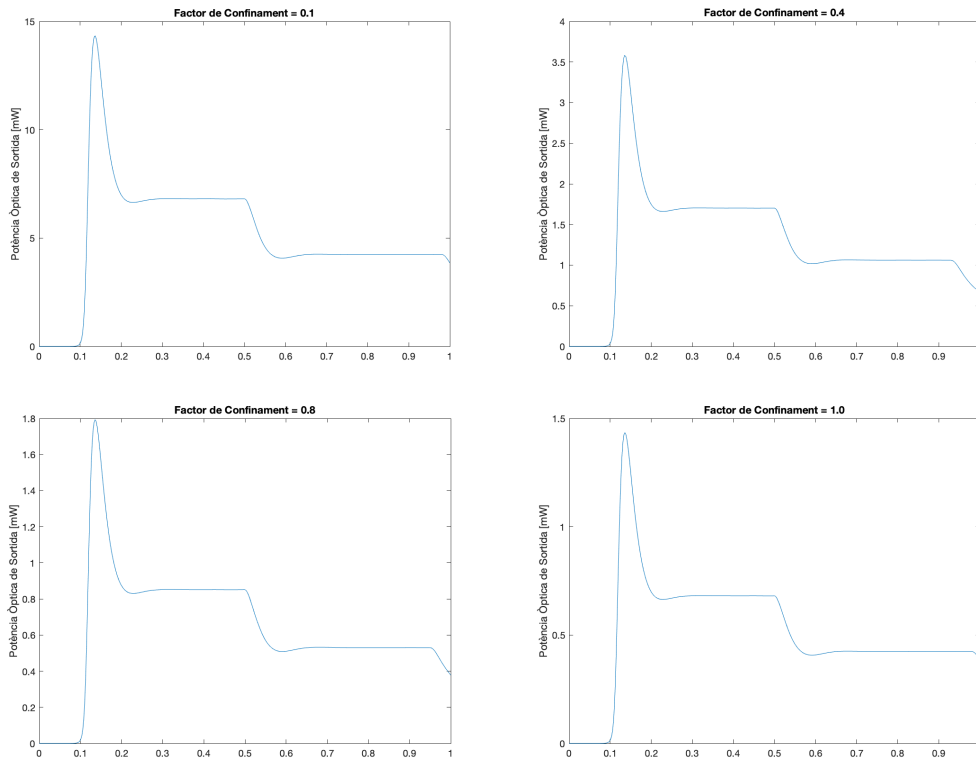 Factor de Confinament = 0.1
15
10
5
0
Potència Òptica de Sortida [mW]
0 0.1 0.2 0.3 0.4 0.5 0.6 0.7 0.8 0.9 1
Factor de Confinament = 0.4
4
3.5
3
2.5
2
1.5
1
0.5
0
Potència Òptica de Sortida [mW]
0 0.1 0.2 0.3 0.4 0.5 0.6 0.7 0.8 0.9
Factor de Confinament = 0.8
1.8
1.6
1.4
1.2
1
0.8
0.6
0.4
0.2
0
Potència Òptica de Sortida [mW]
0 0.1 0.2 0.3 0.4 0.5 0.6 0.7 0.8 0.9 1
Factor de Confinament = 1.0
1.5
1
0.5
0
Potència Òptica de Sortida [mW]
0 0.1 0.2 0.3 0.4 0.5 0.6 0.7 0.8 0.9